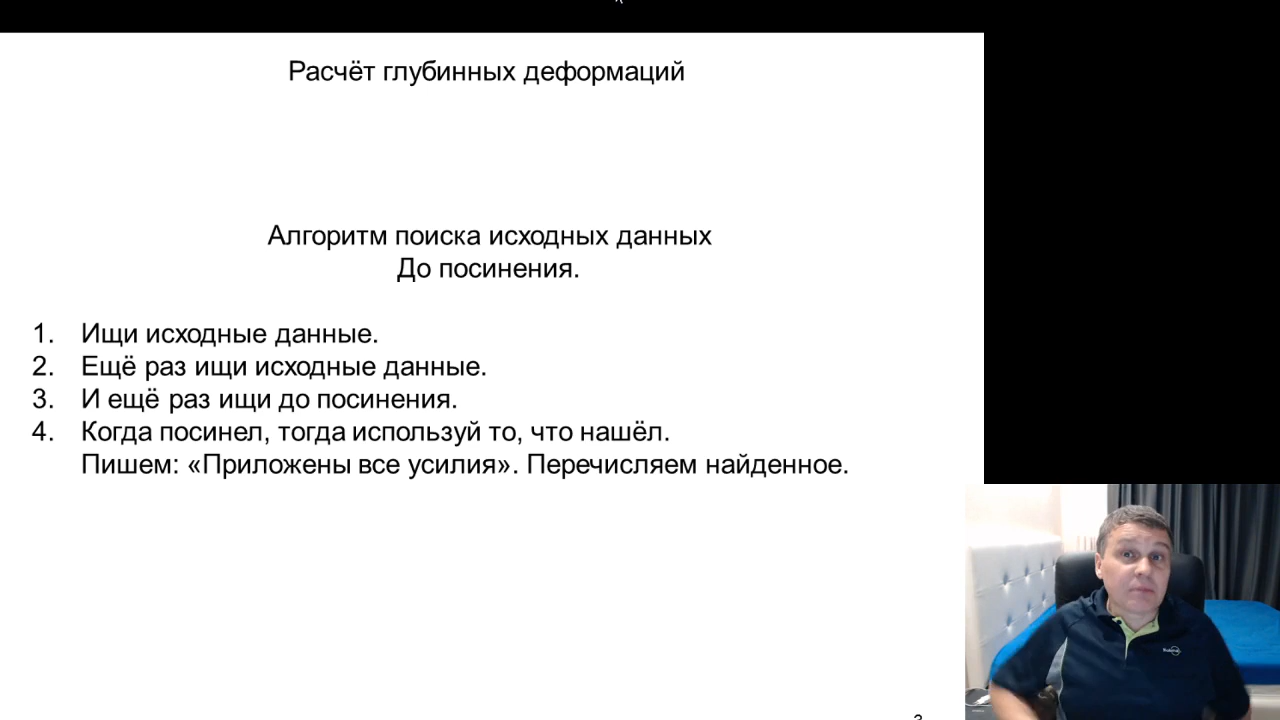 Расчёт глубинных деформаций
Алгоритм поиска исходных данных
До посинения.
1. Ищи исходные данные.
2. Ещё раз ищи исходные данные.
3. И ещё раз ищи до посинения.
4. Когда посинел, тогда используй то, что нашёл.
Пишем: «Приложены все усилия». Перечисляем найденное.